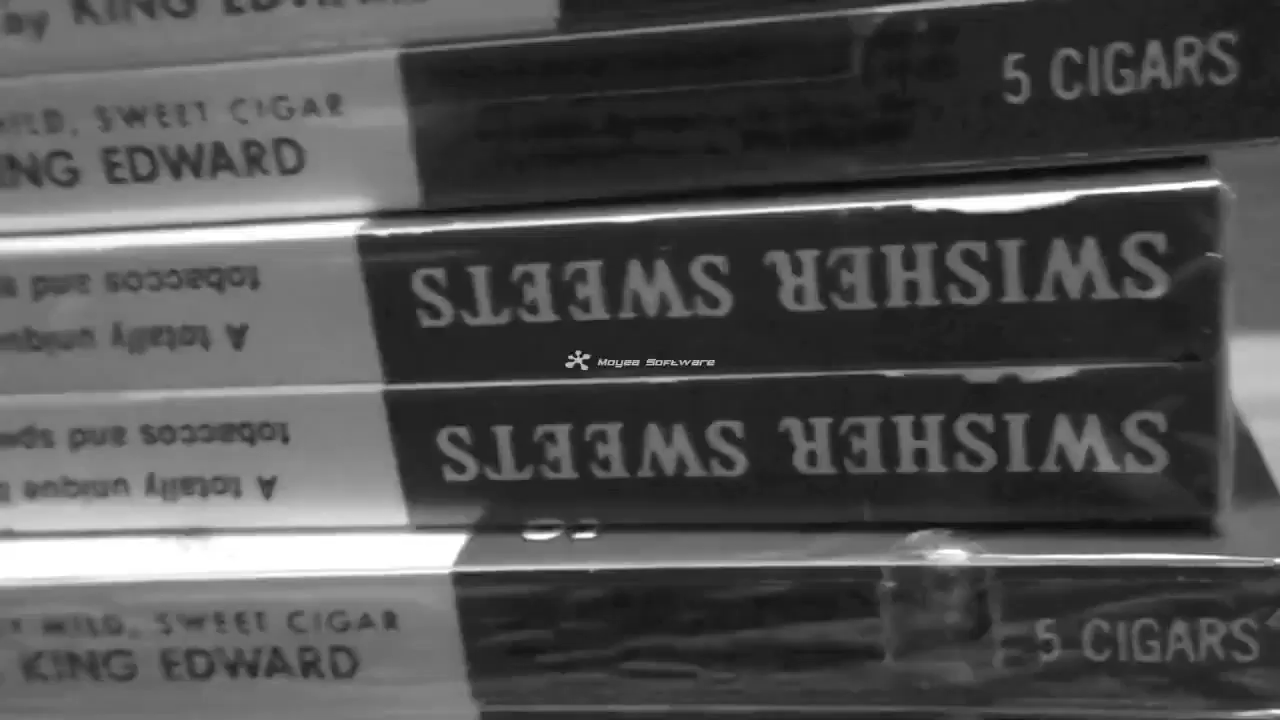 by KING EDWARD
MILD, SWEET CIGAR
KING EDWARD
5 CIGARS
SWISHER SWEETS
A totally unique
tobaccos and
Moyea Software
SWISHER SWEETS
A totally unique
tobaccos and
MILD, SWEET CIGAR
KING EDWARD
5 CIGARS